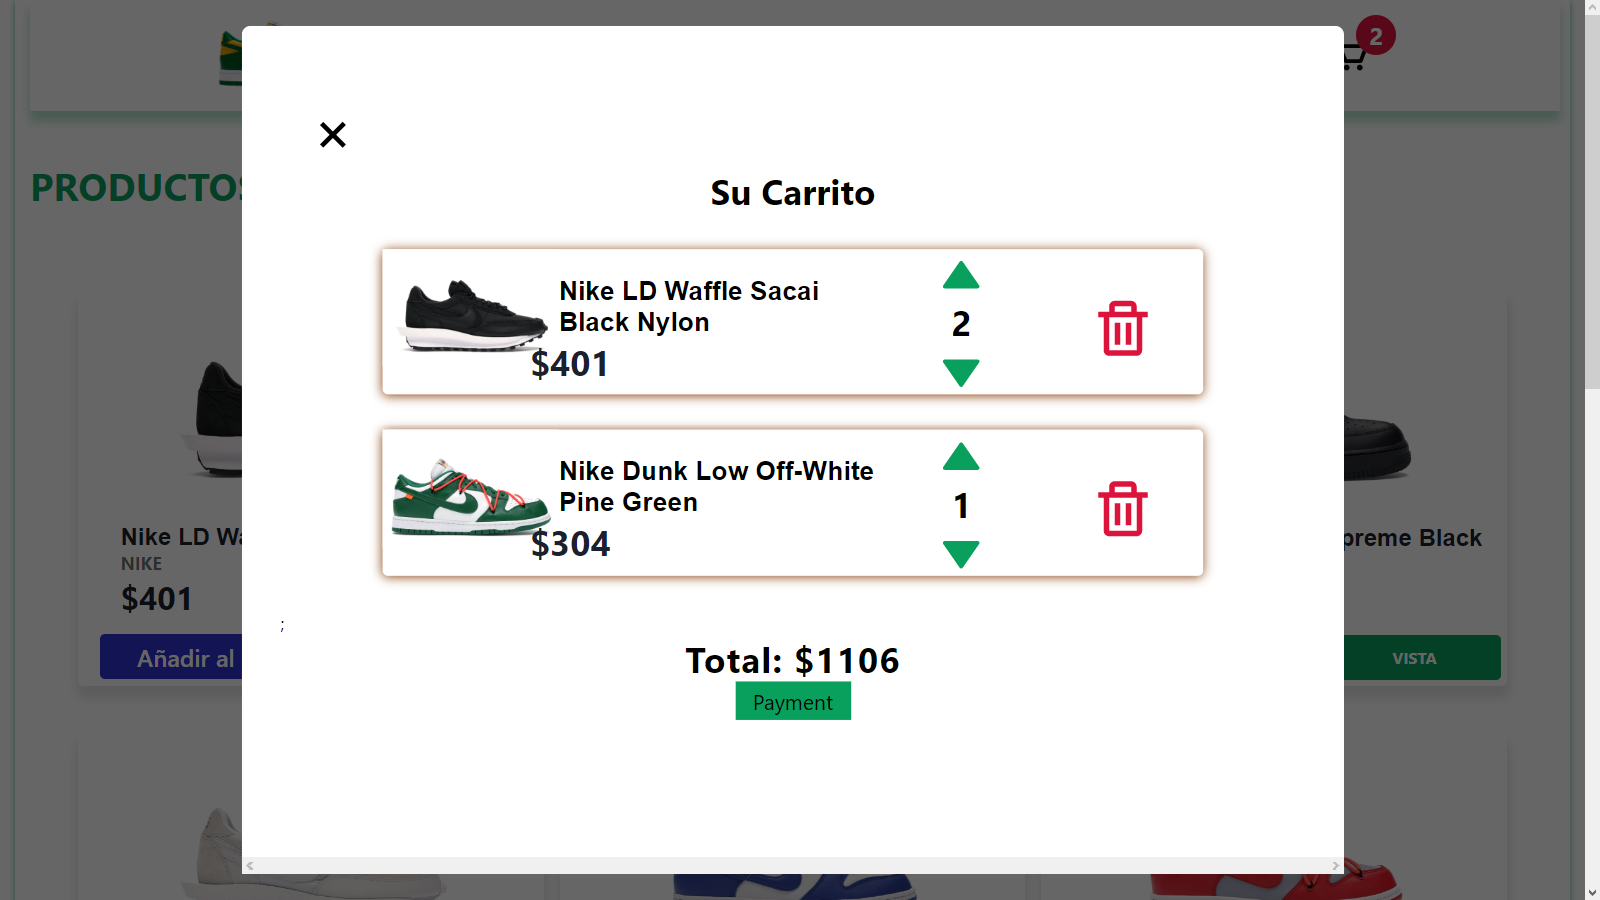 2
PRODUCTOS
Su Carrito
Nike LD Waffle Sacai
Black Nylon
$401
2
Nike Dunk Low Off-White
Pine Green
$304
1
;
Total: $1106
Payment
Nike LD Wa
NIKE
$401
Añadir al
preme Black
VISTA